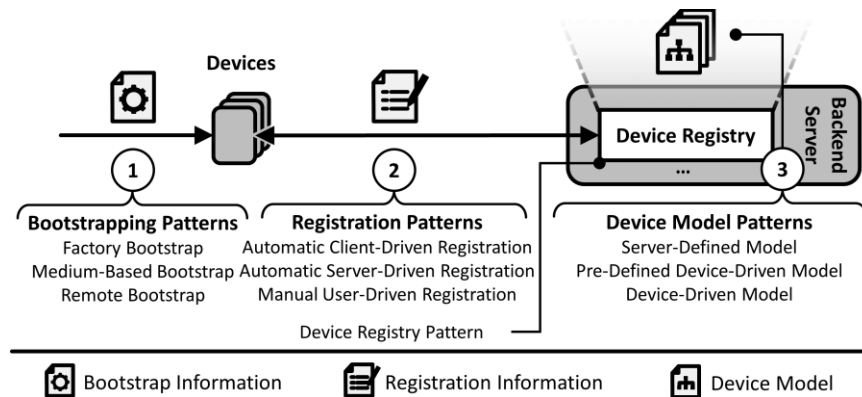 Devices
Device Registry
...
Backend
Server
1
2
3
Bootstrapping Patterns
Factory Bootstrap
Medium-Based Bootstrap
Remote Bootstrap
Registration Patterns
Automatic Client-Driven Registration
Automatic Server-Driven Registration
Manual User-Driven Registration
Device Registry Pattern
Device Model Patterns
Server-Defined Model
Pre-Defined Device-Driven Model
Device-Driven Model
Bootstrap Information
Registration Information
Device Model